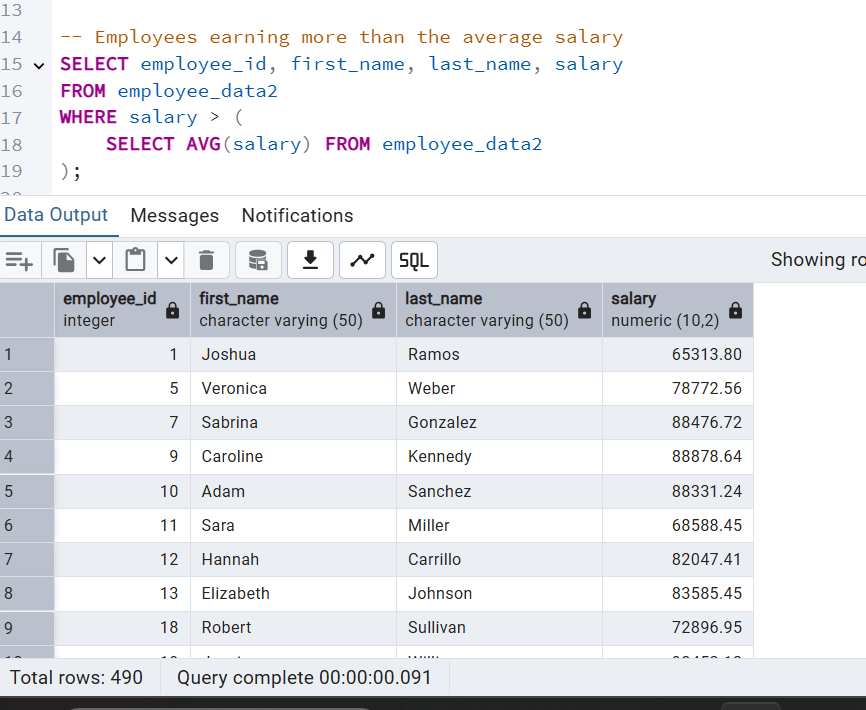 13
14 -- Employees earning more than the average salary
15 SELECT employee_id, first_name, last_name, salary
16 FROM employee_data2
17 WHERE salary > (
18 SELECT AVG(salary) FROM employee_data2
19 );
Data Output Messages Notifications
SQL Showing ro
employee_id first_name last_name salary
integer character varying (50) character varying (50) numeric (10,2)
1 1 Joshua Ramos 65313.80
2 5 Veronica Weber 78772.56
3 7 Sabrina Gonzalez 88476.72
4 9 Caroline Kennedy 88878.64
5 10 Adam Sanchez 88331.24
6 11 Sara Miller 68588.45
7 12 Hannah Carrillo 82047.41
8 13 Elizabeth Johnson 83585.45
9 18 Robert Sullivan 72896.95
Total rows: 490 Query complete 00:00:00.091